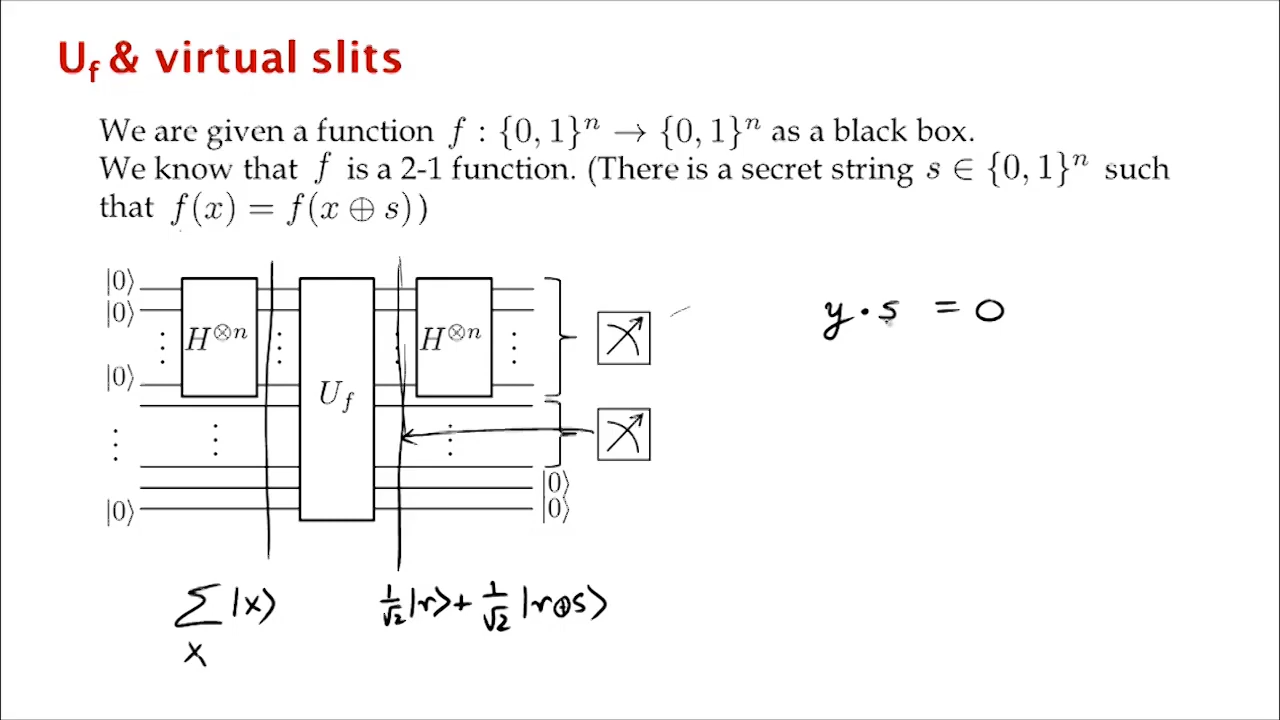 U_f & virtual slits
We are given a function f : {0, 1}^n → {0, 1}^n as a black box.
We know that f is a 2-1 function. (There is a secret string s ∈ {0, 1}^n such
that f(x) = f(x ⊕ s))
|0⟩
|0⟩
|0⟩
|0⟩
H^{⊗n}
U_f
H^{⊗n}
|0⟩
|0⟩
y · s = 0
∑_x |x⟩
1/√2 |r⟩ + 1/√2 |r⊕s⟩